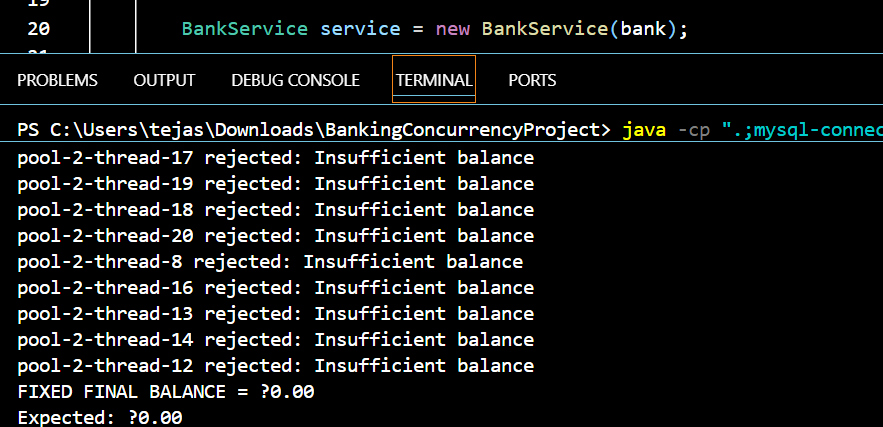 20 BankService service = new BankService(bank);
PROBLEMS OUTPUT DEBUG CONSOLE TERMINAL PORTS
PS C:\Users\tejas\Downloads\BankingConcurrencyProject> java -cp ".;mysql-connec
pool-2-thread-17 rejected: Insufficient balance
pool-2-thread-19 rejected: Insufficient balance
pool-2-thread-18 rejected: Insufficient balance
pool-2-thread-20 rejected: Insufficient balance
pool-2-thread-8 rejected: Insufficient balance
pool-2-thread-16 rejected: Insufficient balance
pool-2-thread-13 rejected: Insufficient balance
pool-2-thread-14 rejected: Insufficient balance
pool-2-thread-12 rejected: Insufficient balance
FIXED FINAL BALANCE = ?0.00
Expected: ?0.00